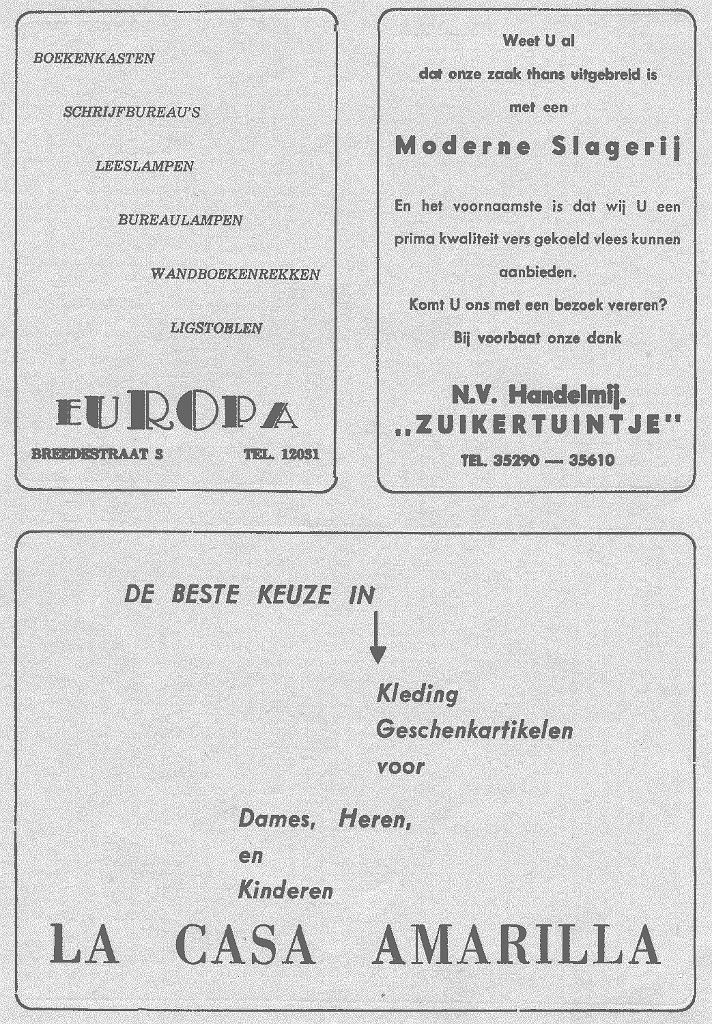 BOEKENKASTEN
SCHRIJFBUREAU'S
LEESLAMPEN
BUREAULAMPEN
WANDBOEKENREKKEN
LIGSTOELEN
EUROPA
BREEDESTRAAT 3 TEL. 12031
Weet U al
dat onze zaak thans uitgebreid is
met een
Moderne Slagerij
En het voornaamste is dat wij U een
prima kwaliteit vers gekoeld vlees kunnen
aanbieden.
Komt U ons met een bezoek vereren?
Bij voorbaat onze dank
N.V. Handelmij.
„ZUIKERTUINTJE"
TEL. 35290 — 35610
DE BESTE KEUZE IN
Kleding
Geschenkartikelen
voor
Dames, Heren,
en
Kinderen
LA CASA AMARILLA